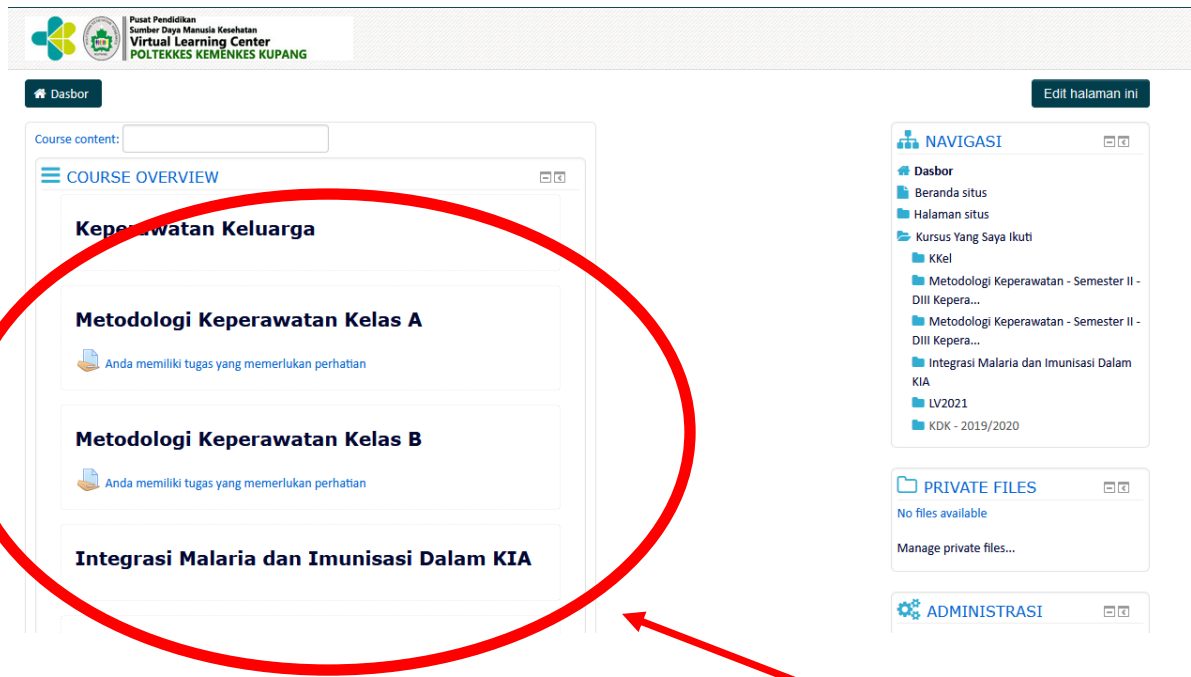 Pusat Pendidikan
Sumber Daya Manusia Kesehatan
Virtual Learning Center
POLTEKKES KEMENKES KUPANG
Dasbor
Edit halaman ini
Course content:
COURSE OVERVIEW
Keperawatan Keluarga
Metodologi Keperawatan Kelas A
Anda memiliki tugas yang memerlukan perhatian
Metodologi Keperawatan Kelas B
Anda memiliki tugas yang memerlukan perhatian
Integrasi Malaria dan Imunisasi Dalam KIA
NAVIGASI
Dasbor
Beranda situs
Halaman situs
Kursus Yang Saya Ikuti
KKel
Metodologi Keperawatan - Semester II -
DIII Kepera...
Metodologi Keperawatan - Semester II -
DIII Kepera...
Integrasi Malaria dan Imunisasi Dalam
KIA
LV2021
KDK - 2019/2020
PRIVATE FILES
No files available
Manage private files...
ADMINISTRASI